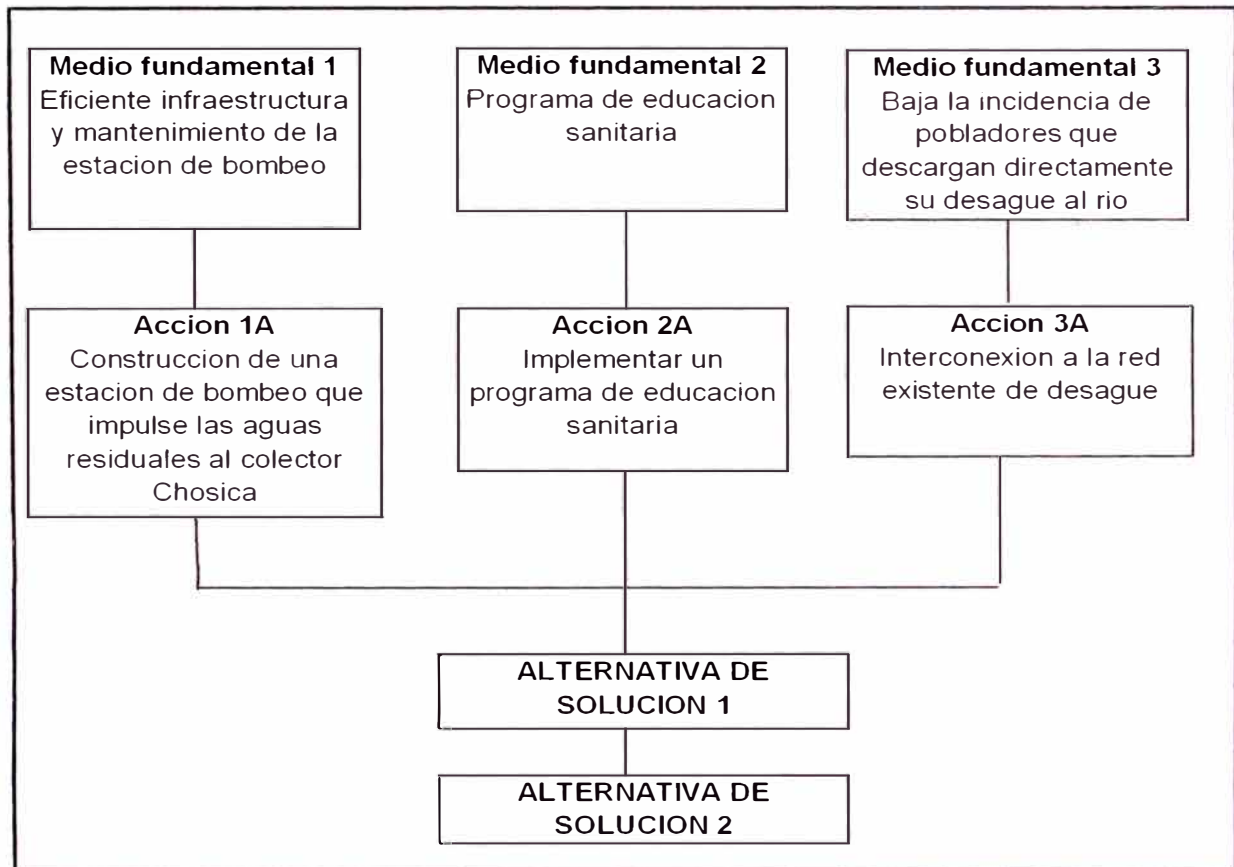 Medio fundamental 1
Eficiente infraestructura
y mantenimiento de la
estacion de bombeo
Medio fundamental 2
Programa de educacion
sanitaria
Medio fundamental 3
Baja la incidencia de
pobladores que
descargan directamente
su desague al rio
Accion 1A
Construccion de una
estacion de bombeo que
impulse las aguas
residuales al colector
Chosica
Accion 2A
Implementar un
programa de educacion
sanitaria
Accion 3A
Interconexion a la red
existente de desague
ALTERNATIVA DE
SOLUCION 1
ALTERNATIVA DE
SOLUCION 2